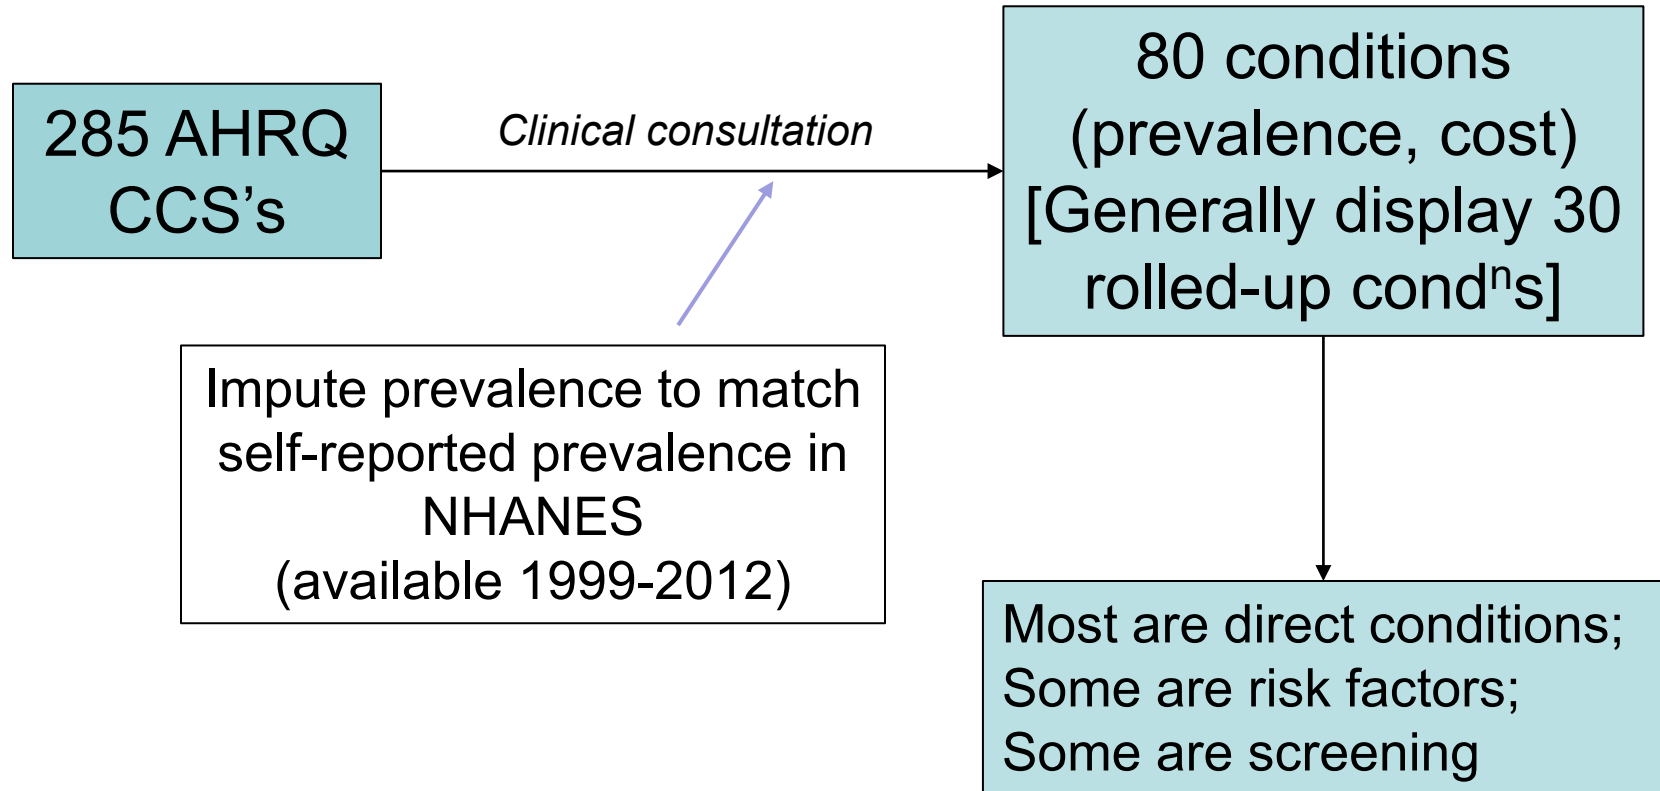 285 AHRQ
CCS’s
Clinical consultation
80 conditions
(prevalence, cost)
[Generally display 30
rolled-up condⁿs]
Impute prevalence to match
self-reported prevalence in
NHANES
(available 1999-2012)
Most are direct conditions;
Some are risk factors;
Some are screening